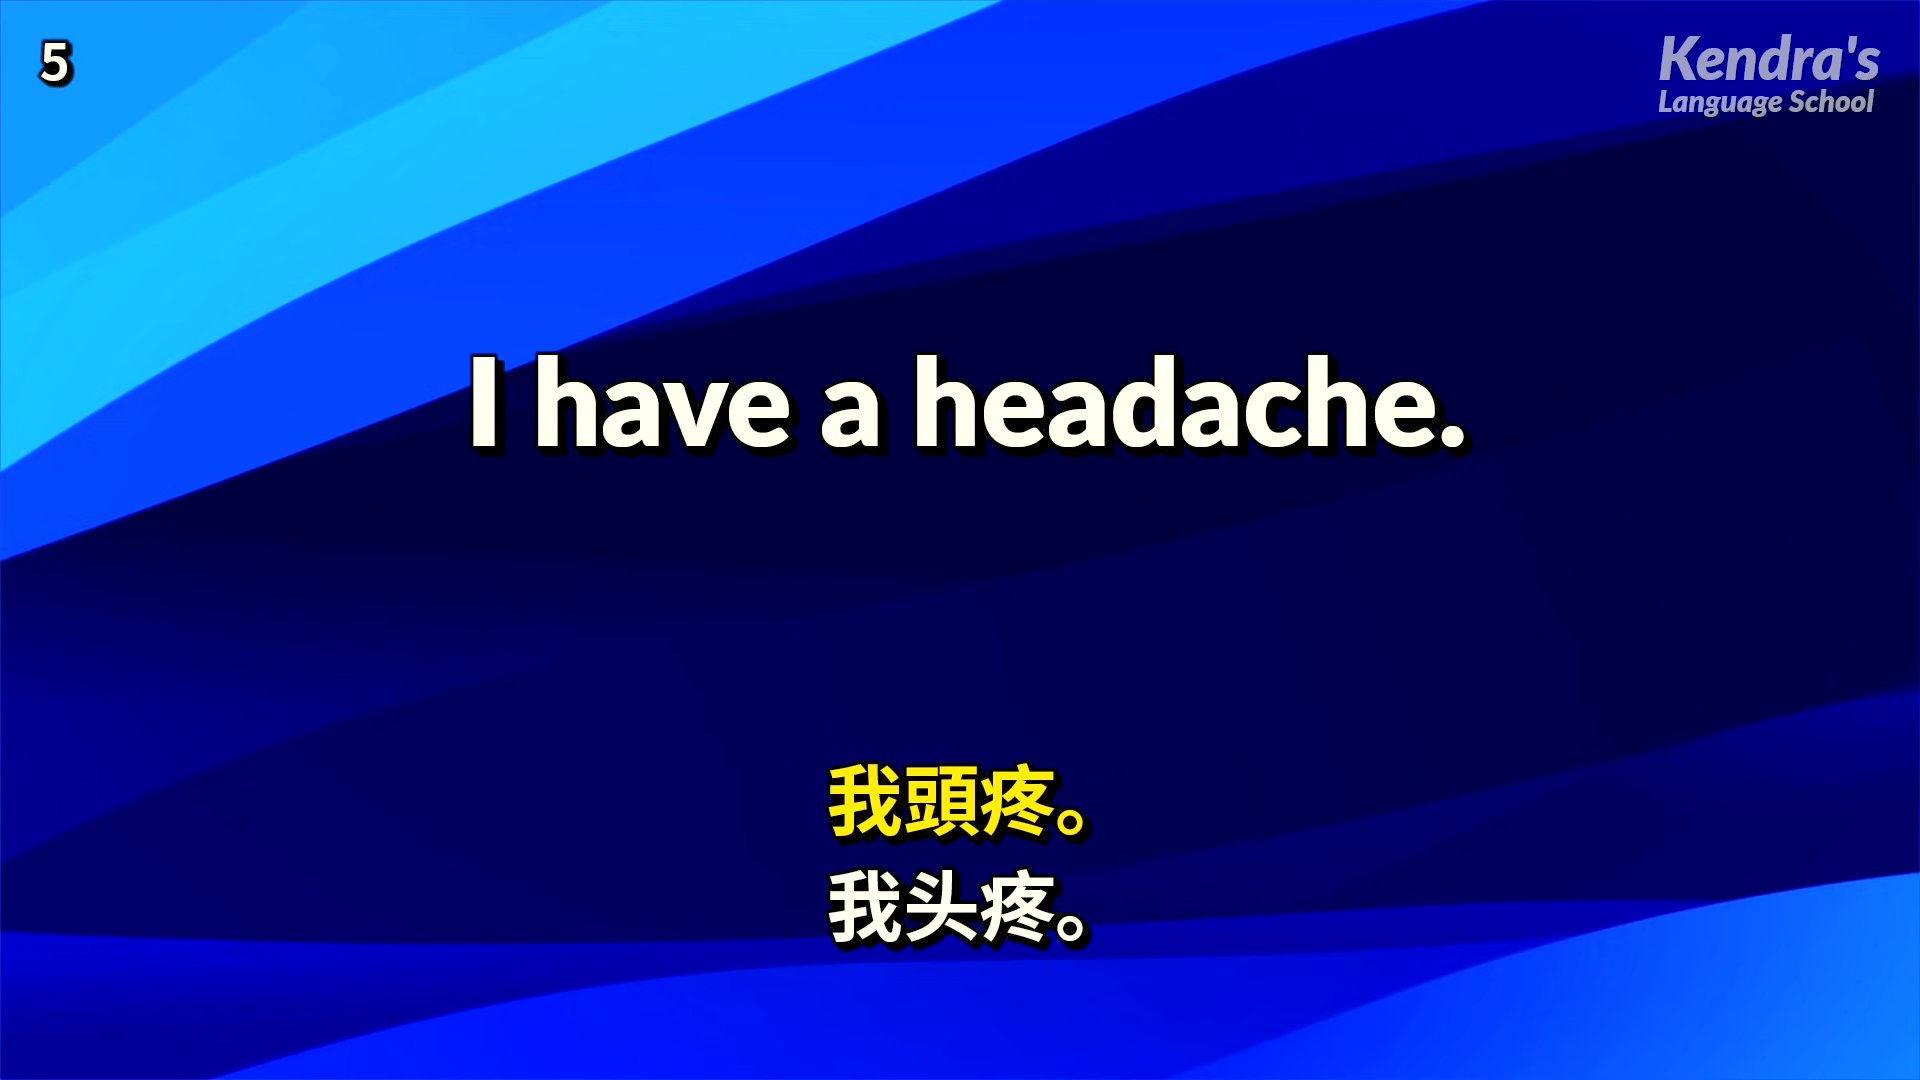 5
Kendra's
Language School
I have a headache.
我頭疼。
我头疼。